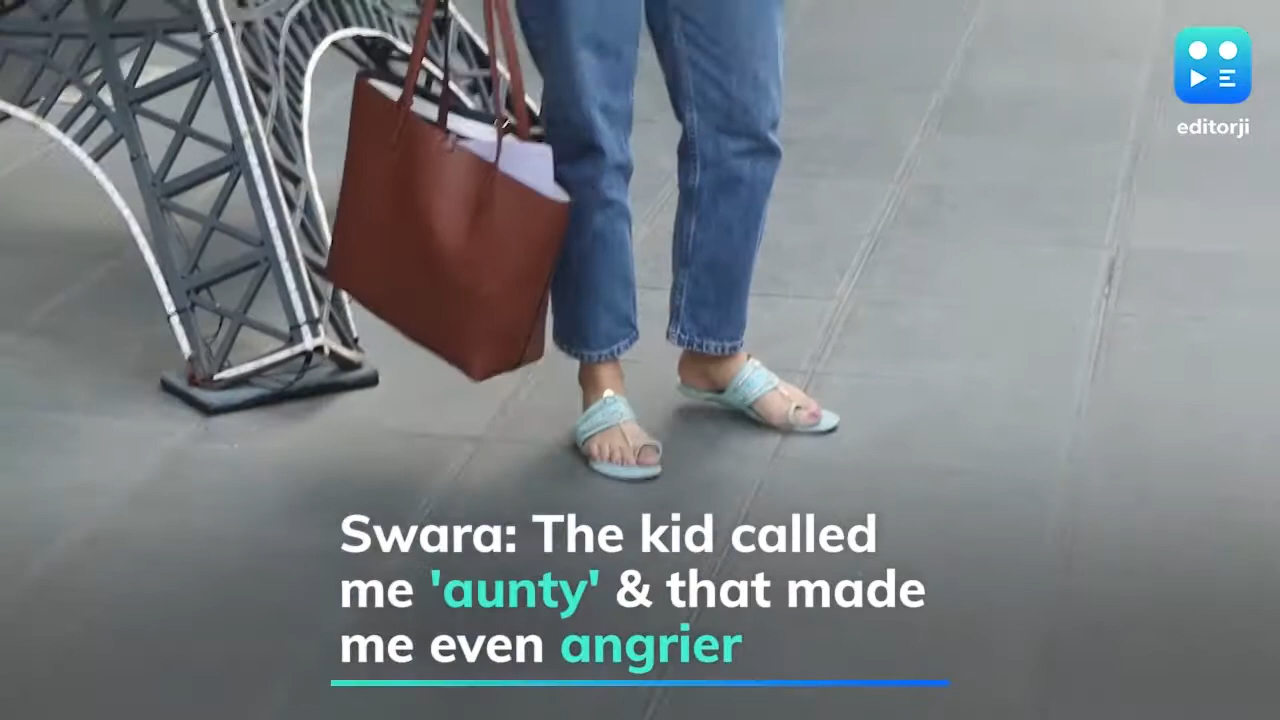 editorji
Swara: The kid called
me 'aunty' & that made
me even angrier